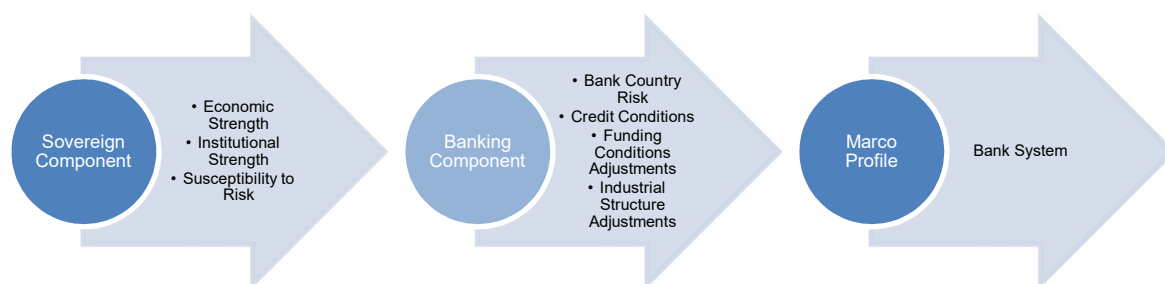 Sovereign
Component
• Economic
Strength
• Institutional
Strength
• Susceptibility to
Risk
Banking
Component
• Bank Country
Risk
• Credit Conditions
• Funding
Conditions
Adjustments
• Industrial
Structure
Adjustments
Marco
Profile
Bank System